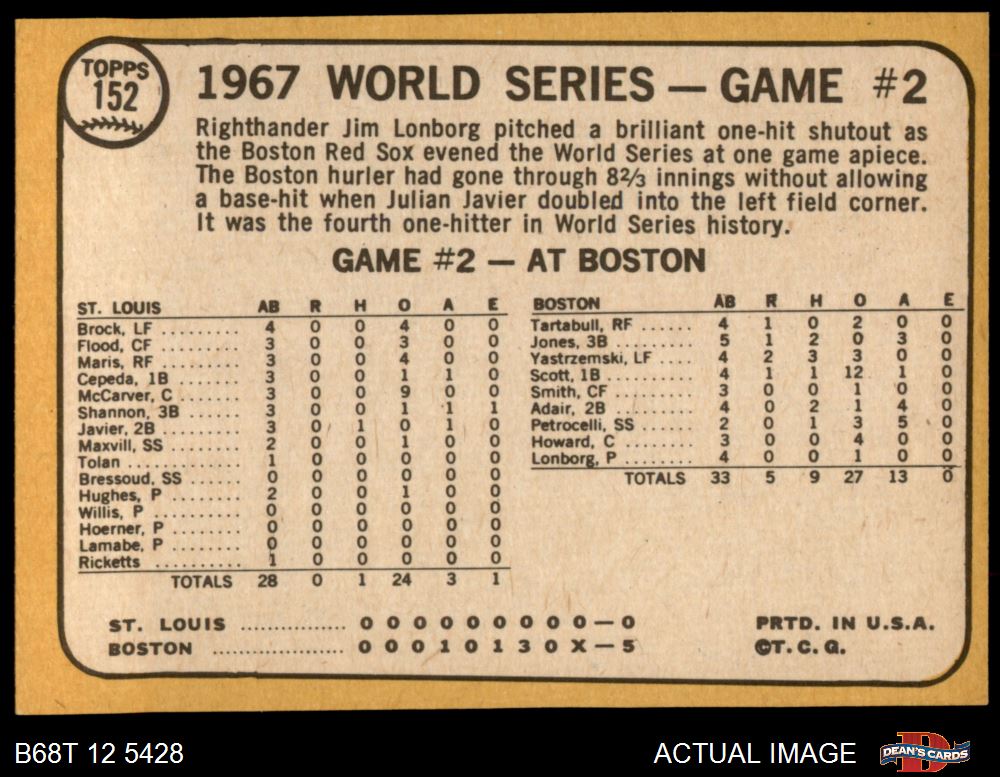 TOPPS
152
1967 WORLD SERIES — GAME #2
Righthander Jim Lonborg pitched a brilliant one-hit shutout as
the Boston Red Sox evened the World Series at one game apiece.
The Boston hurler had gone through 8⅔ innings without allowing
a base-hit when Julian Javier doubled into the left field corner.
It was the fourth one-hitter in World Series history.
GAME #2 — AT BOSTON
ST. LOUIS AB R H O A E
Brock, LF ......... 4 0 0 4 0 0
Flood, CF ......... 3 0 0 3 0 0
Maris, RF ......... 3 0 0 4 0 0
Cepeda, 1B ........ 3 0 0 1 1 0
McCarver, C ....... 3 0 0 9 0 0
Shannon, 3B ....... 3 0 0 1 1 1
Javier, 2B ........ 3 0 1 0 1 0
Maxvill, SS ....... 2 0 0 1 0 0
Tolan ............. 1 0 0 0 0 0
Bressoud, SS ...... 0 0 0 0 0 0
Hughes, P ......... 2 0 0 1 0 0
Willis, P ......... 0 0 0 0 0 0
Hoerner, P ........ 0 0 0 0 0 0
Lamabe, P ......... 0 0 0 0 0 0
Ricketts .......... 1 0 0 0 0 0
TOTALS 28 0 1 24 3 1
BOSTON AB R H O A E
Tartabull, RF ...... 4 1 0 2 0 0
Jones, 3B .......... 5 1 2 0 3 0
Yastrzemski, LF .... 4 2 3 3 0 0
Scott, 1B .......... 4 1 1 12 1 0
Smith, CF .......... 3 0 0 1 0 0
Adair, 2B .......... 4 0 2 1 4 0
Petrocelli, SS ..... 2 0 1 3 5 0
Howard, C .......... 3 0 0 4 0 0
Lonborg, P ......... 4 0 0 1 0 0
TOTALS 33 5 9 27 13 0
ST. LOUIS .................. 0 0 0 0 0 0 0 0 0 — 0
BOSTON ..................... 0 0 0 1 0 1 3 0 X — 5
PRTD. IN U.S.A.
©T.C.G.
B68T 12 5428
ACTUAL IMAGE
D
DEAN'S CARDS